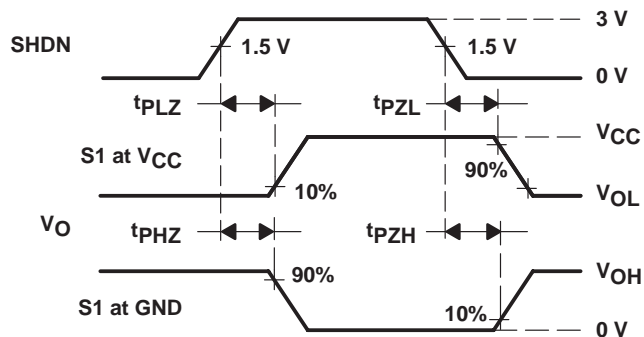 3 V
SHDN
1.5 V
1.5 V
0 V
tPLZ
tPZL
VCC
S1 at VCC
90%
10%
VOL
VO
tPHZ
tPZH
VOH
90%
S1 at GND
10%
0 V